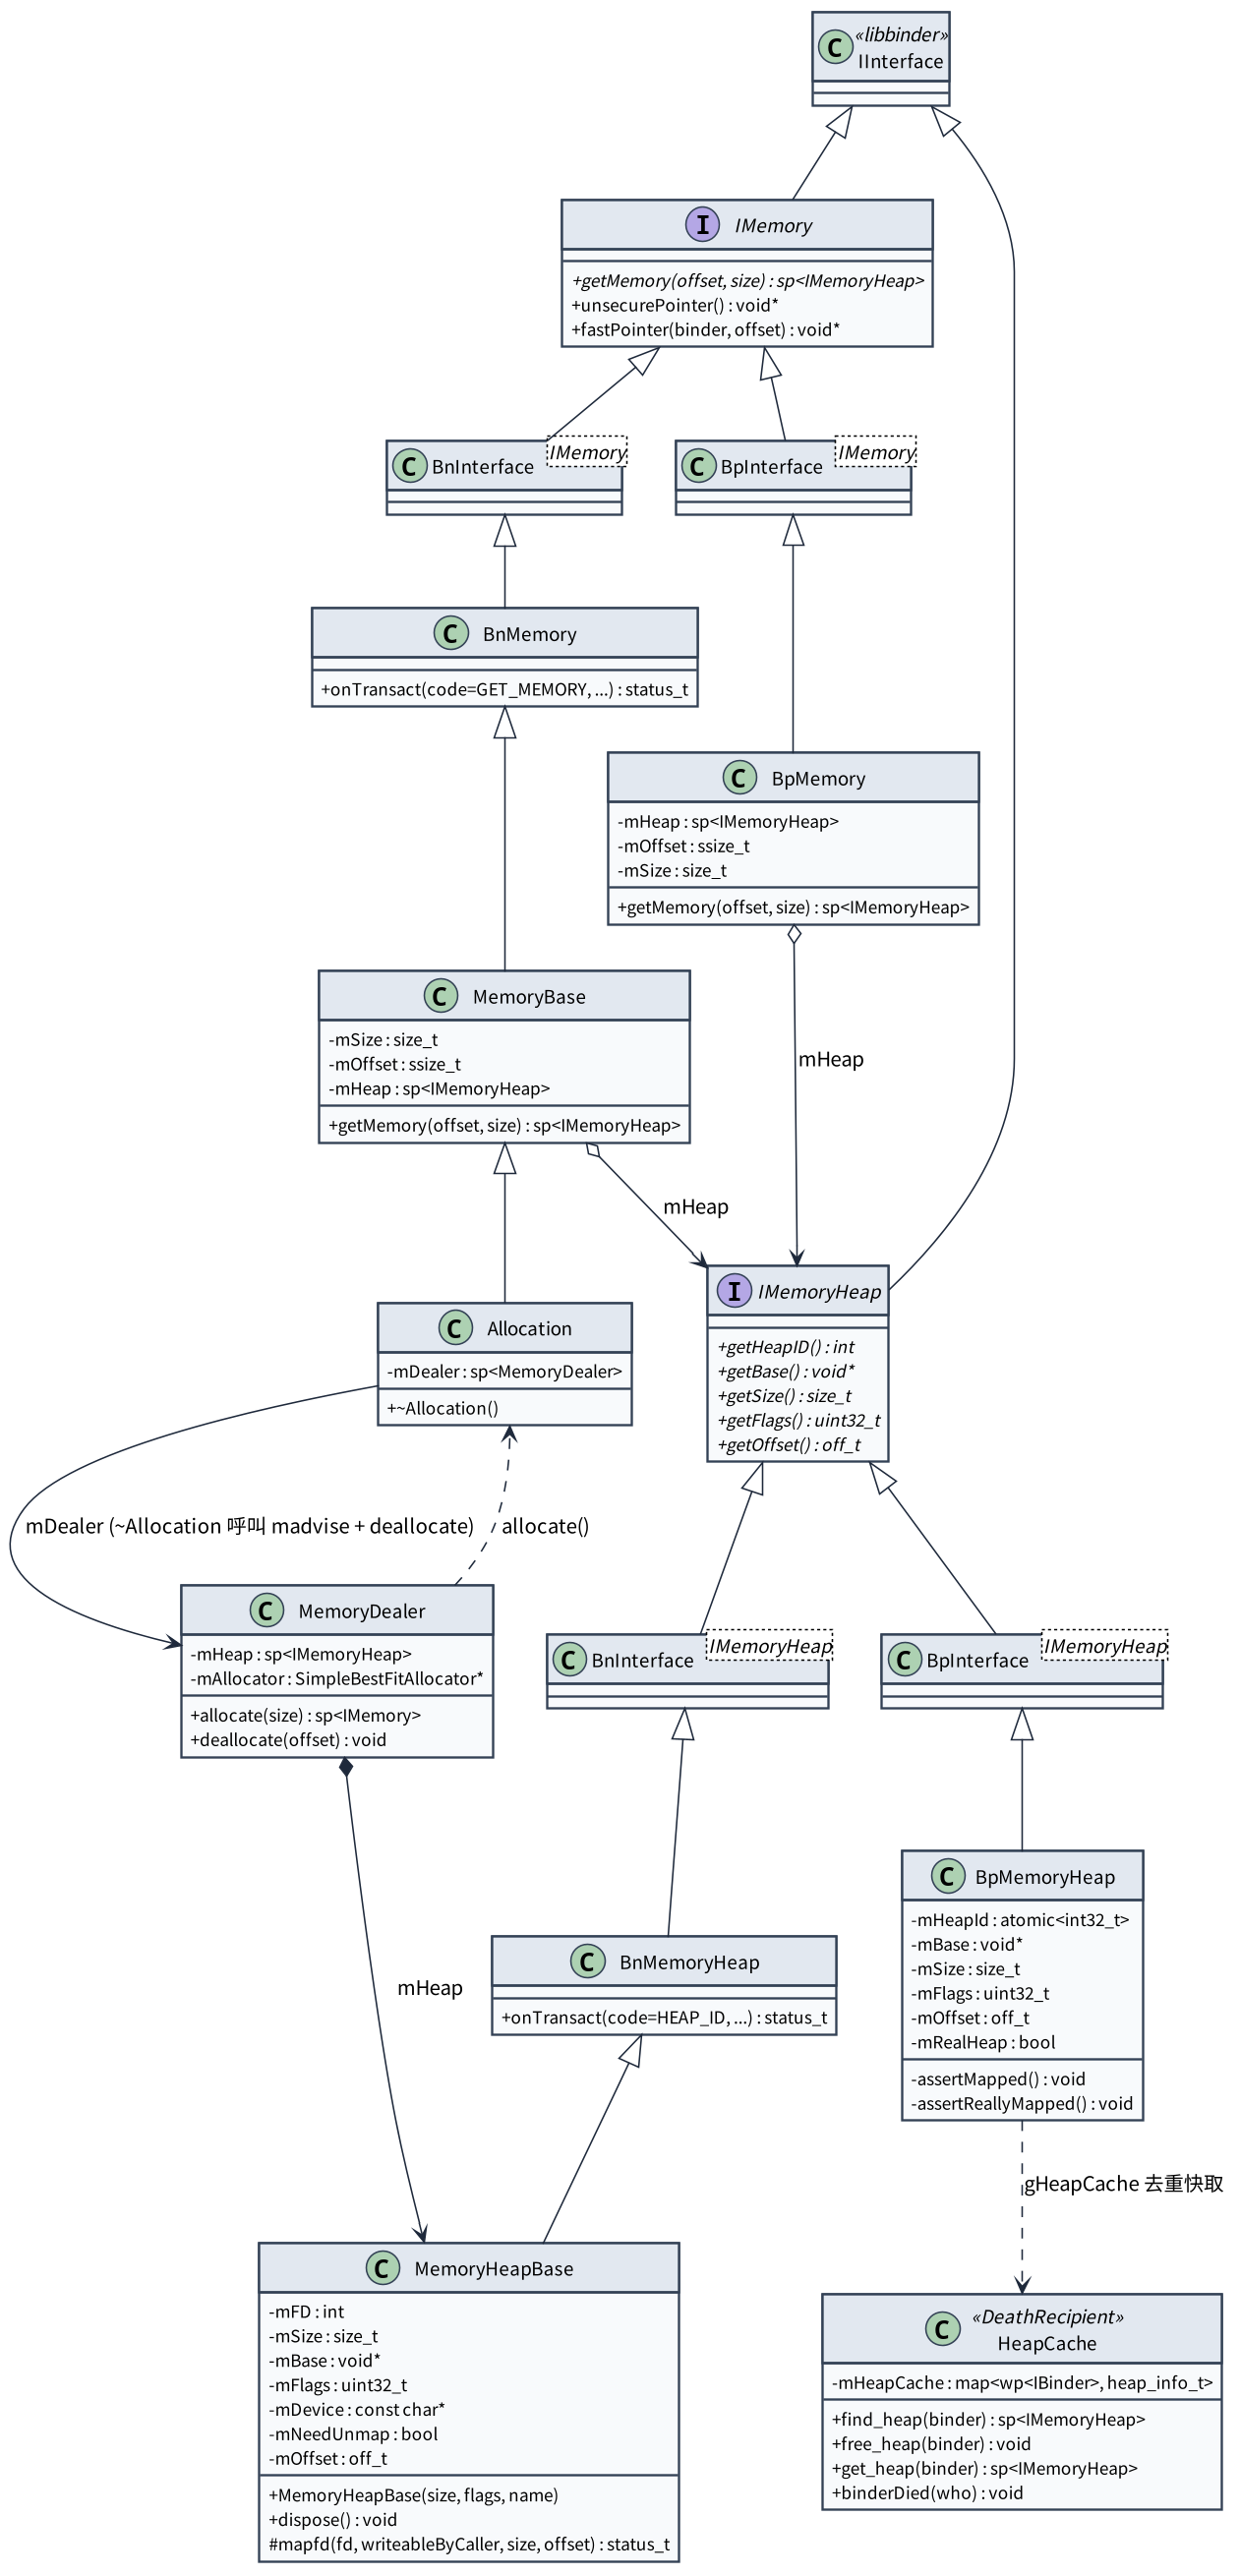 C
«libbinder»
IInterface
I
IMemory
+getMemory(offset, size) : sp<IMemoryHeap>
+unsecurePointer() : void*
+fastPointer(binder, offset) : void*
C
BnInterface
IMemory
C
BpInterface
IMemory
C
BnMemory
+onTransact(code=GET_MEMORY, ...) : status_t
C
BpMemory
-mHeap : sp<IMemoryHeap>
-mOffset : ssize_t
-mSize : size_t
+getMemory(offset, size) : sp<IMemoryHeap>
C
MemoryBase
-mSize : size_t
-mOffset : ssize_t
-mHeap : sp<IMemoryHeap>
+getMemory(offset, size) : sp<IMemoryHeap>
mHeap
mHeap
C
Allocation
-mDealer : sp<MemoryDealer>
+~Allocation()
I
IMemoryHeap
+getHeapID() : int
+getBase() : void*
+getSize() : size_t
+getFlags() : uint32_t
+getOffset() : off_t
mDealer (~Allocation 呼叫 madvise + deallocate)
allocate()
C
MemoryDealer
-mHeap : sp<IMemoryHeap>
-mAllocator : SimpleBestFitAllocator*
+allocate(size) : sp<IMemory>
+deallocate(offset) : void
C
BnInterface
IMemoryHeap
C
BpInterface
IMemoryHeap
mHeap
C
BnMemoryHeap
+onTransact(code=HEAP_ID, ...) : status_t
C
BpMemoryHeap
-mHeapId : atomic<int32_t>
-mBase : void*
-mSize : size_t
-mFlags : uint32_t
-mOffset : off_t
-mRealHeap : bool
-assertMapped() : void
-assertReallyMapped() : void
gHeapCache 去重快取
C
MemoryHeapBase
-mFD : int
-mSize : size_t
-mBase : void*
-mFlags : uint32_t
-mDevice : const char*
-mNeedUnmap : bool
-mOffset : off_t
+MemoryHeapBase(size, flags, name)
+dispose() : void
#mapfd(fd, writeableByCaller, size, offset) : status_t
C
«DeathRecipient»
HeapCache
-mHeapCache : map<wp<IBinder>, heap_info_t>
+find_heap(binder) : sp<IMemoryHeap>
+free_heap(binder) : void
+get_heap(binder) : sp<IMemoryHeap>
+binderDied(who) : void